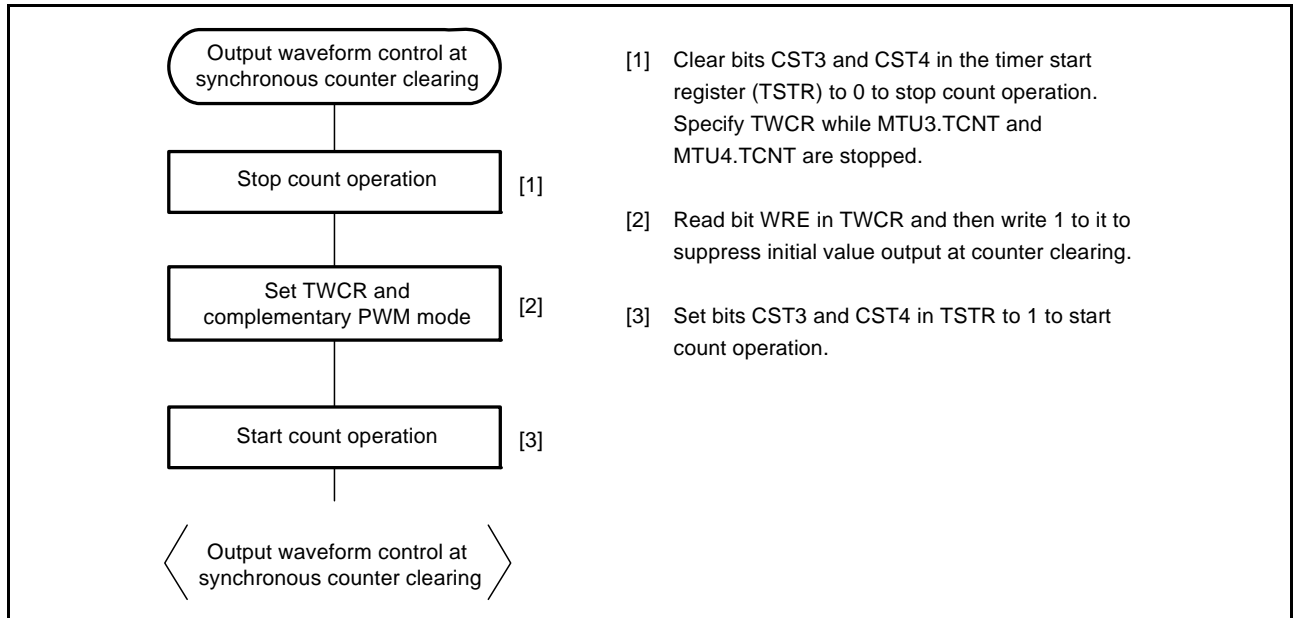 Output waveform control at
synchronous counter clearing
Stop count operation
[1]
Set TWCR and
complementary PWM mode
[2]
Start count operation
[3]
Output waveform control at
synchronous counter clearing
[1] Clear bits CST3 and CST4 in the timer start
register (TSTR) to 0 to stop count operation.
Specify TWCR while MTU3.TCNT and
MTU4.TCNT are stopped.
[2] Read bit WRE in TWCR and then write 1 to it to
suppress initial value output at counter clearing.
[3] Set bits CST3 and CST4 in TSTR to 1 to start
count operation.